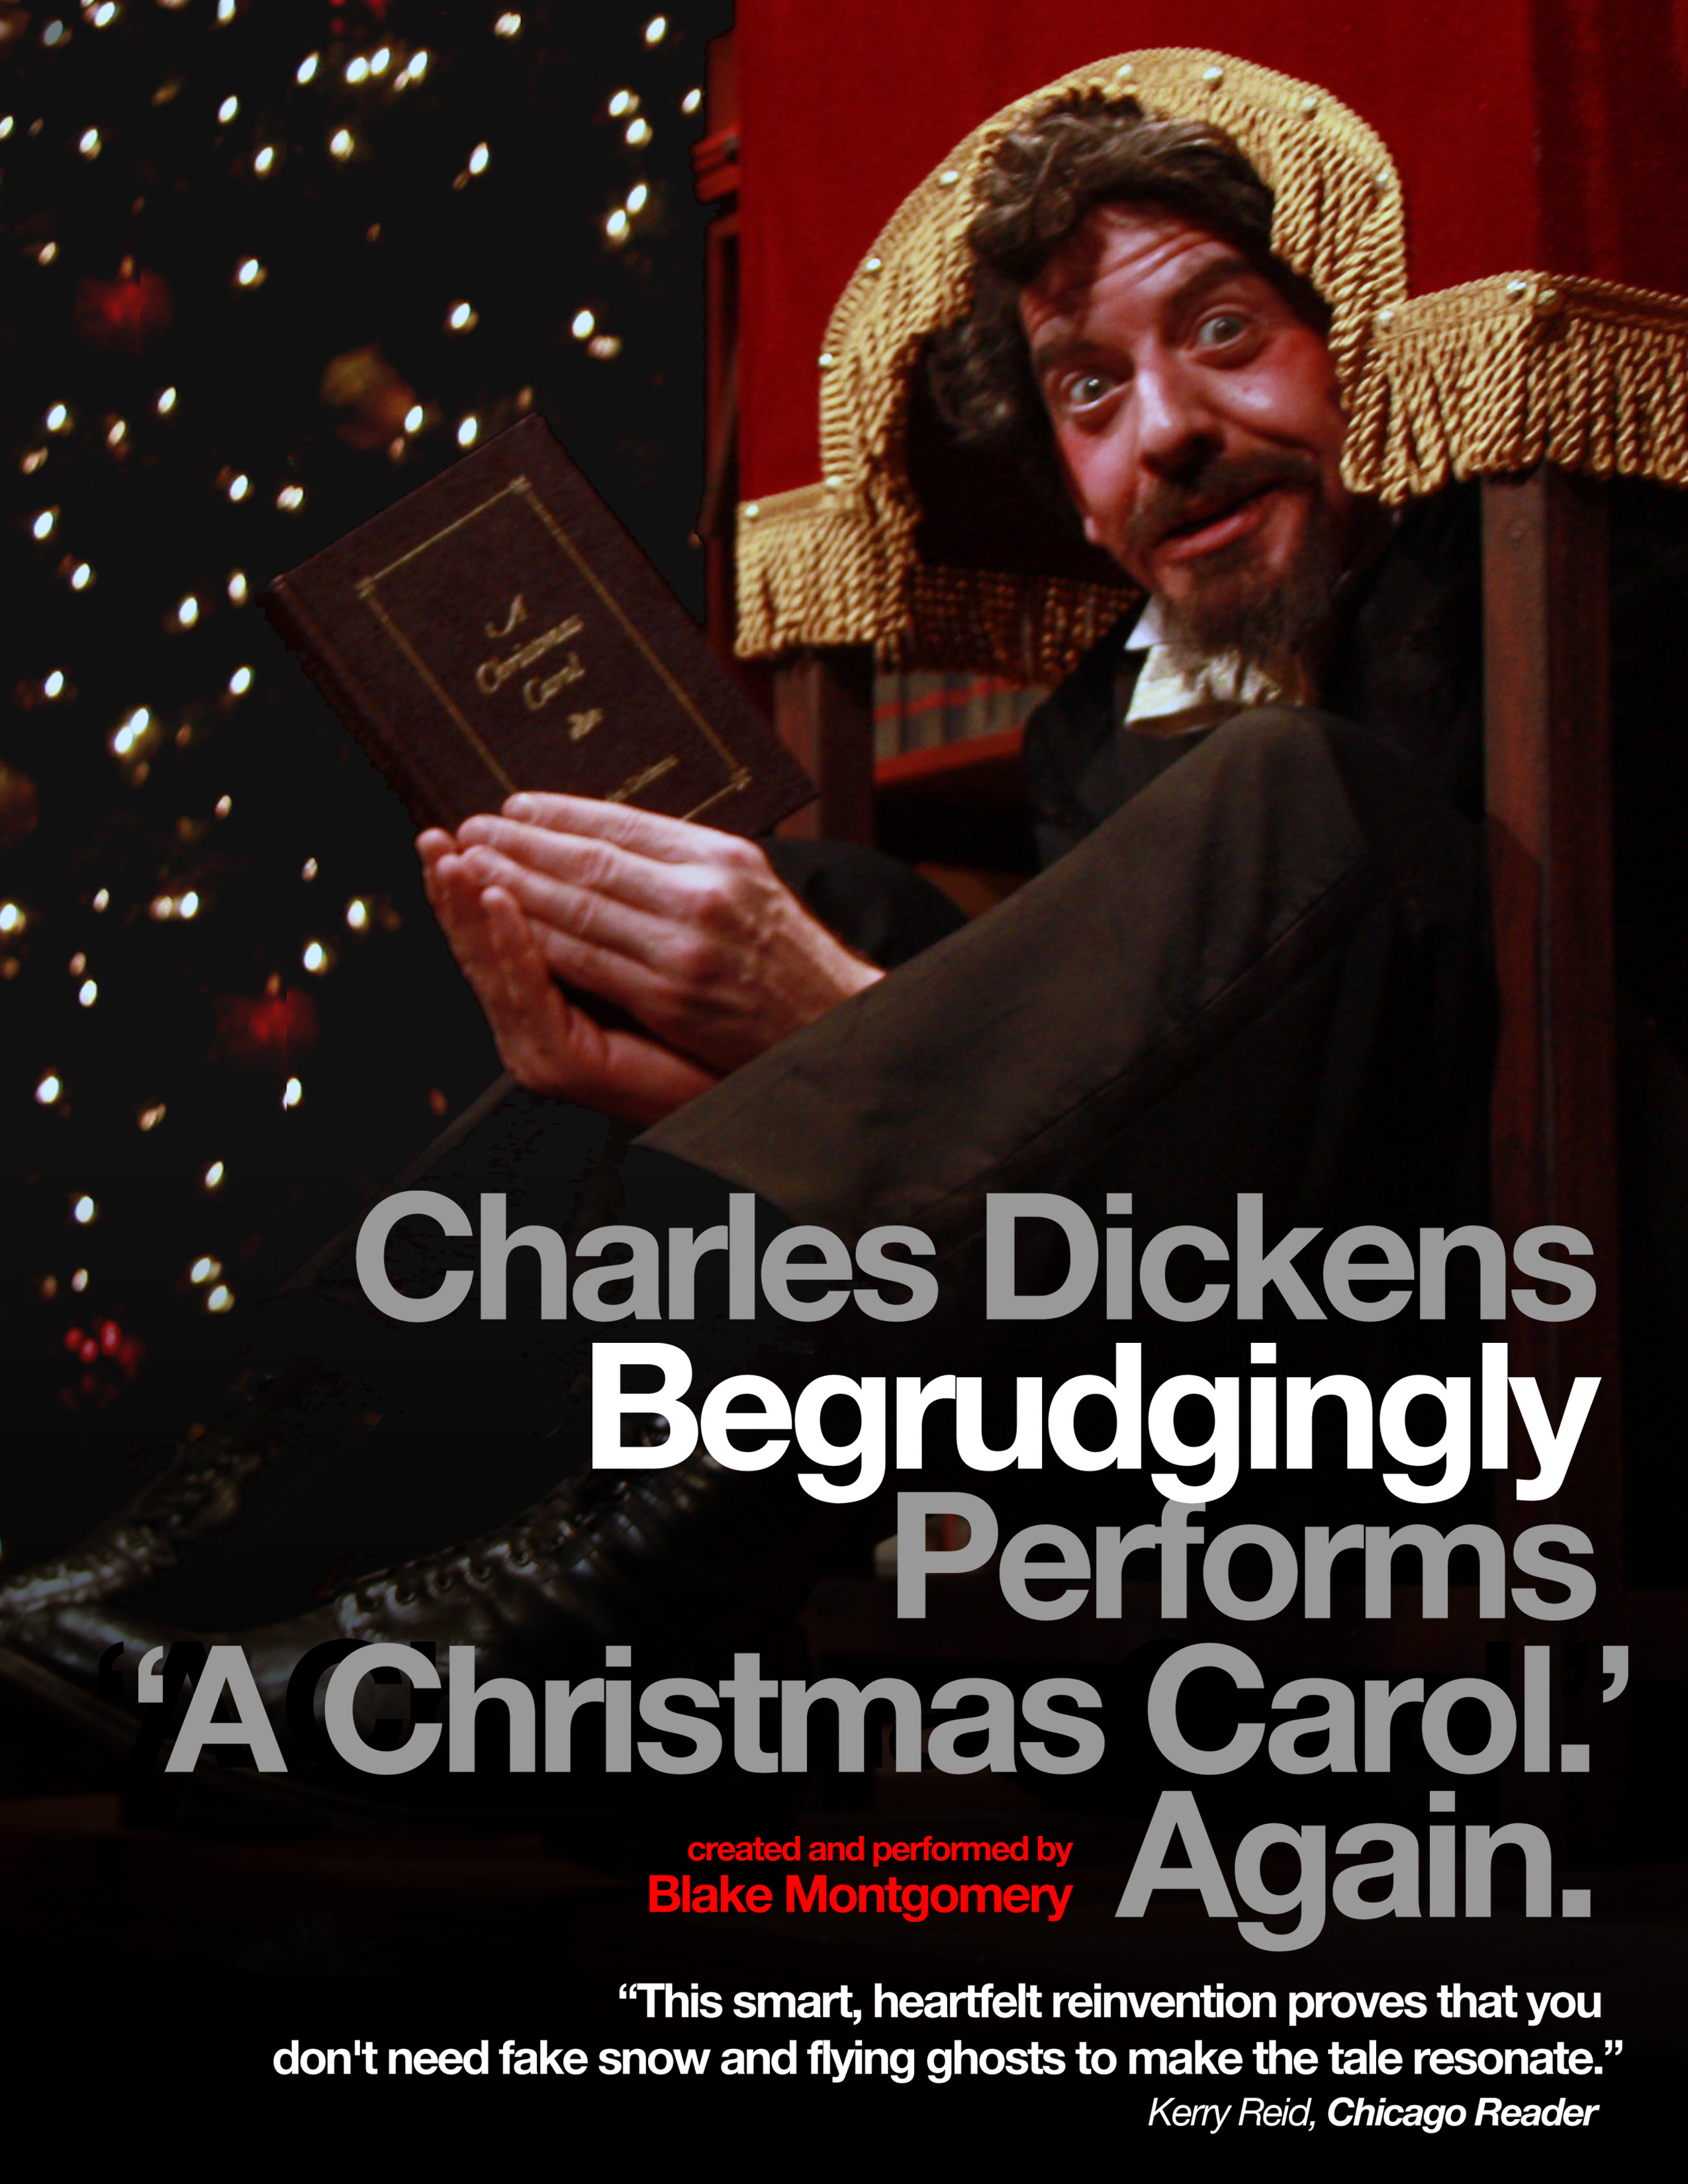 A
Christmas
Carol
Dickens
Charles Dickens
Begrudgingly
Performs
‘A Christmas Carol.’
Again.
created and performed by
Blake Montgomery
“This smart, heartfelt reinvention proves that you
don't need fake snow and flying ghosts to make the tale resonate.”
Kerry Reid, Chicago Reader